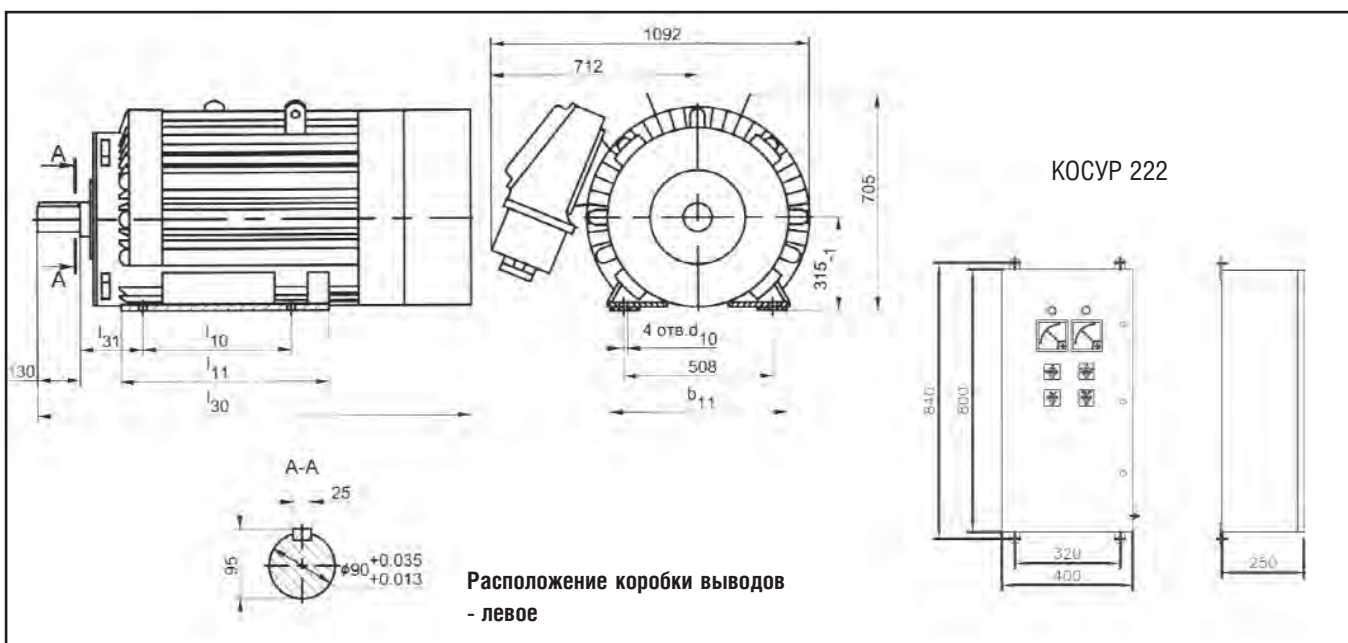 1092
712
A
A
705
315-1
l31
l10
130
l11
l30
4 отв.d10
508
b11
КОСУР 222
840
800
320
400
250
A-A
25
95
ϕ90 +0.035
+0.013
Расположение коробки выводов
- левое